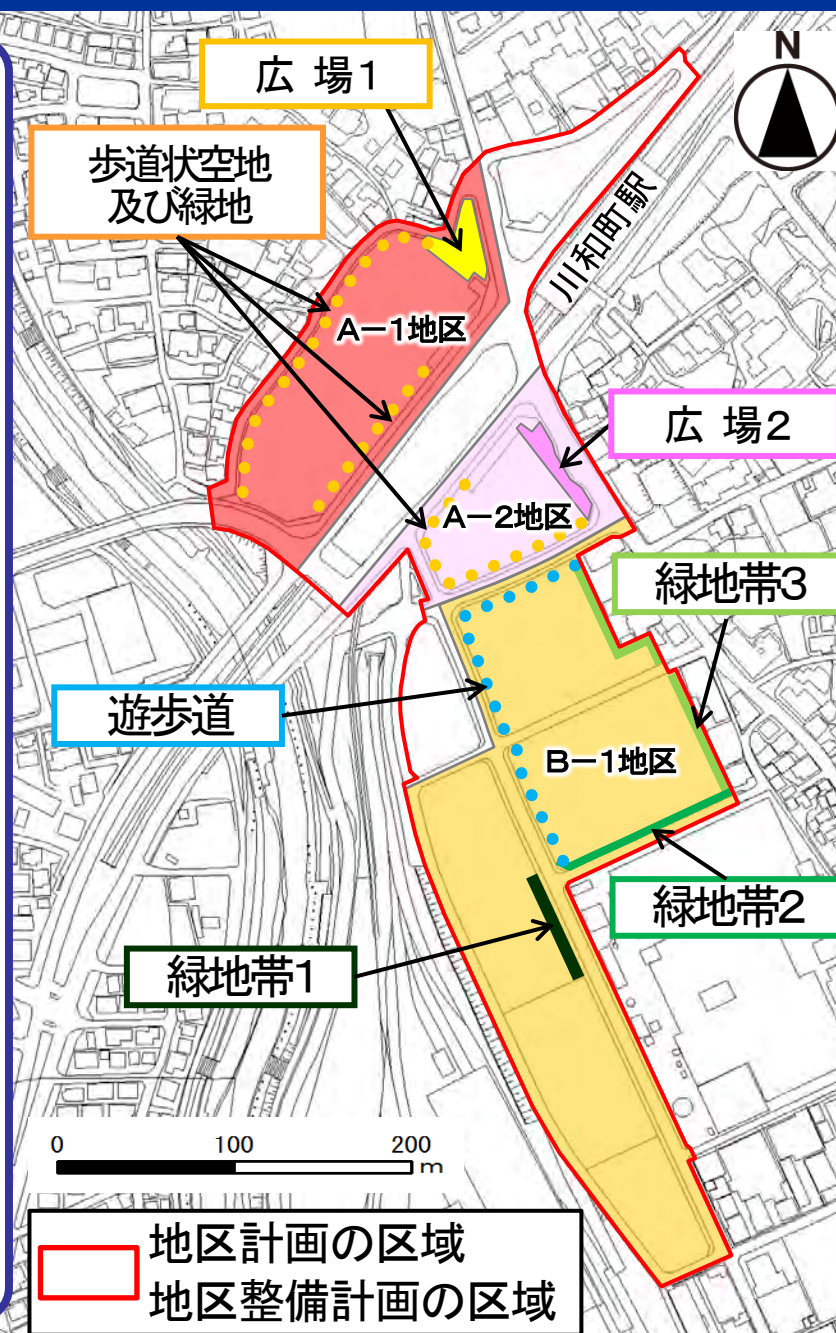 広 場1
N
歩道状空地
及び緑地
川和町駅
A－1地区
広 場2
A－2地区
緑地帯3
遊歩道
B－1地区
緑地帯2
緑地帯1
0 100 200
m
地区計画の区域
地区整備計画の区域